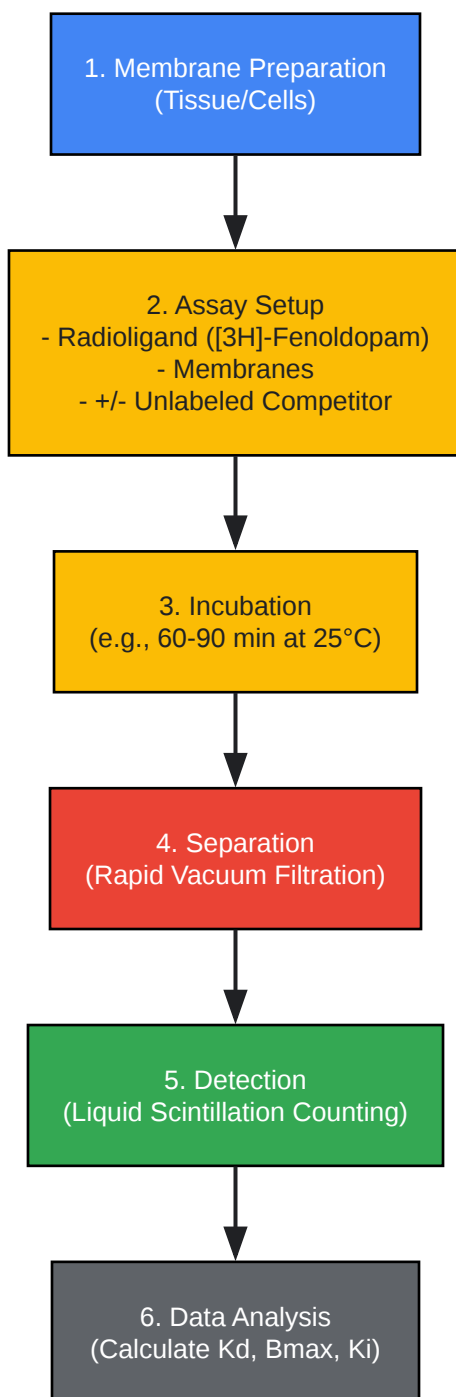 1. Membrane Preparation
(Tissue/Cells)
2. Assay Setup
- Radioligand ([3H]-Fenoldopam)
- Membranes
- +/- Unlabeled Competitor
3. Incubation
(e.g., 60-90 min at 25°C)
4. Separation
(Rapid Vacuum Filtration)
5. Detection
(Liquid Scintillation Counting)
6. Data Analysis
(Calculate Kd, Bmax, Ki)